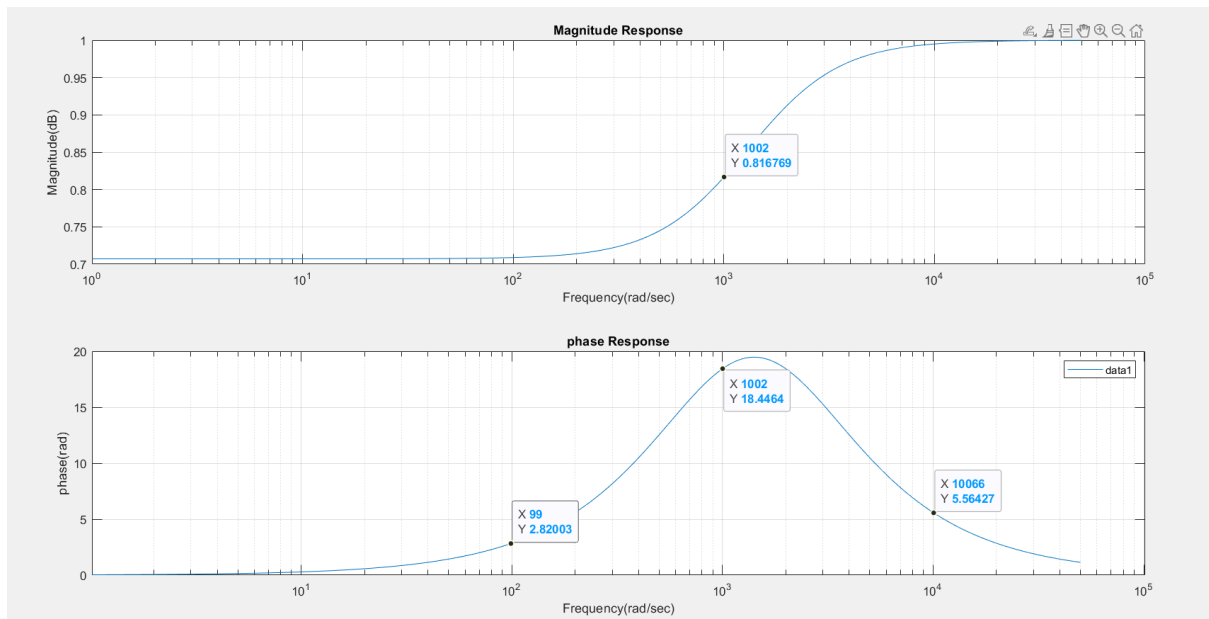 Magnitude Response
1
0.95
0.9
0.85
0.8
0.75
0.7
Magnitude(dB)
X 1002
Y 0.816769
10^0
10^1
10^2
10^3
10^4
10^5
Frequency(rad/sec)
phase Response
20
15
10
5
0
phase(rad)
data1
X 1002
Y 18.4464
X 10066
Y 5.56427
X 99
Y 2.82003
10^1
10^2
10^3
10^4
10^5
Frequency(rad/sec)